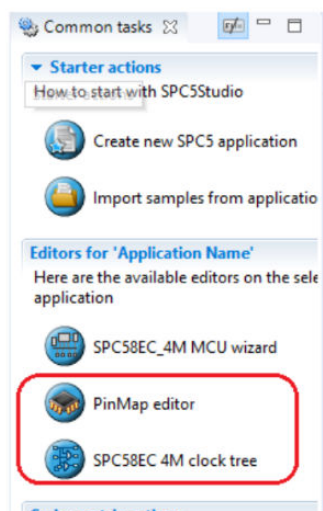 Common tasks
Starter actions
How to start with SPC5Studio
Create new SPC5 application
Import samples from applicatio
Editors for 'Application Name'
Here are the available editors on the sele
application
SPC58EC_4M MCU wizard
PinMap editor
SPC58EC 4M clock tree